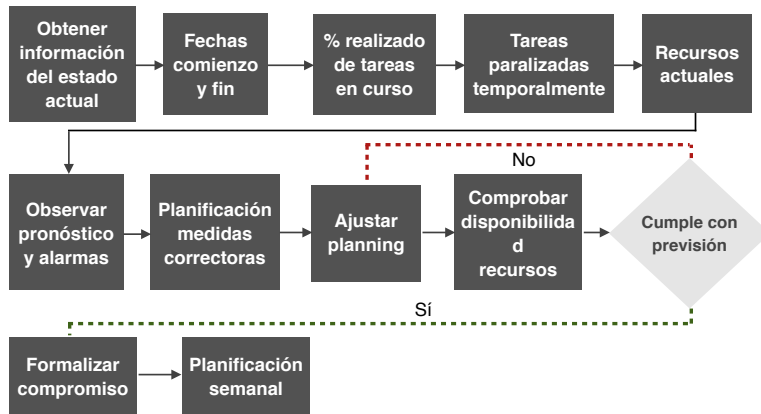 Obtener
información
del estado
actual
Fechas
comienzo
y fin
% realizado
de tareas
en curso
Tareas
paralizadas
temporalmente
Recursos
actuales
No
Observar
pronóstico
y alarmas
Planificación
medidas
correctoras
Ajustar
planning
Comprobar
disponibilida
d
recursos
Cumple con
previsión
Sí
Formalizar
compromiso
Planificación
semanal